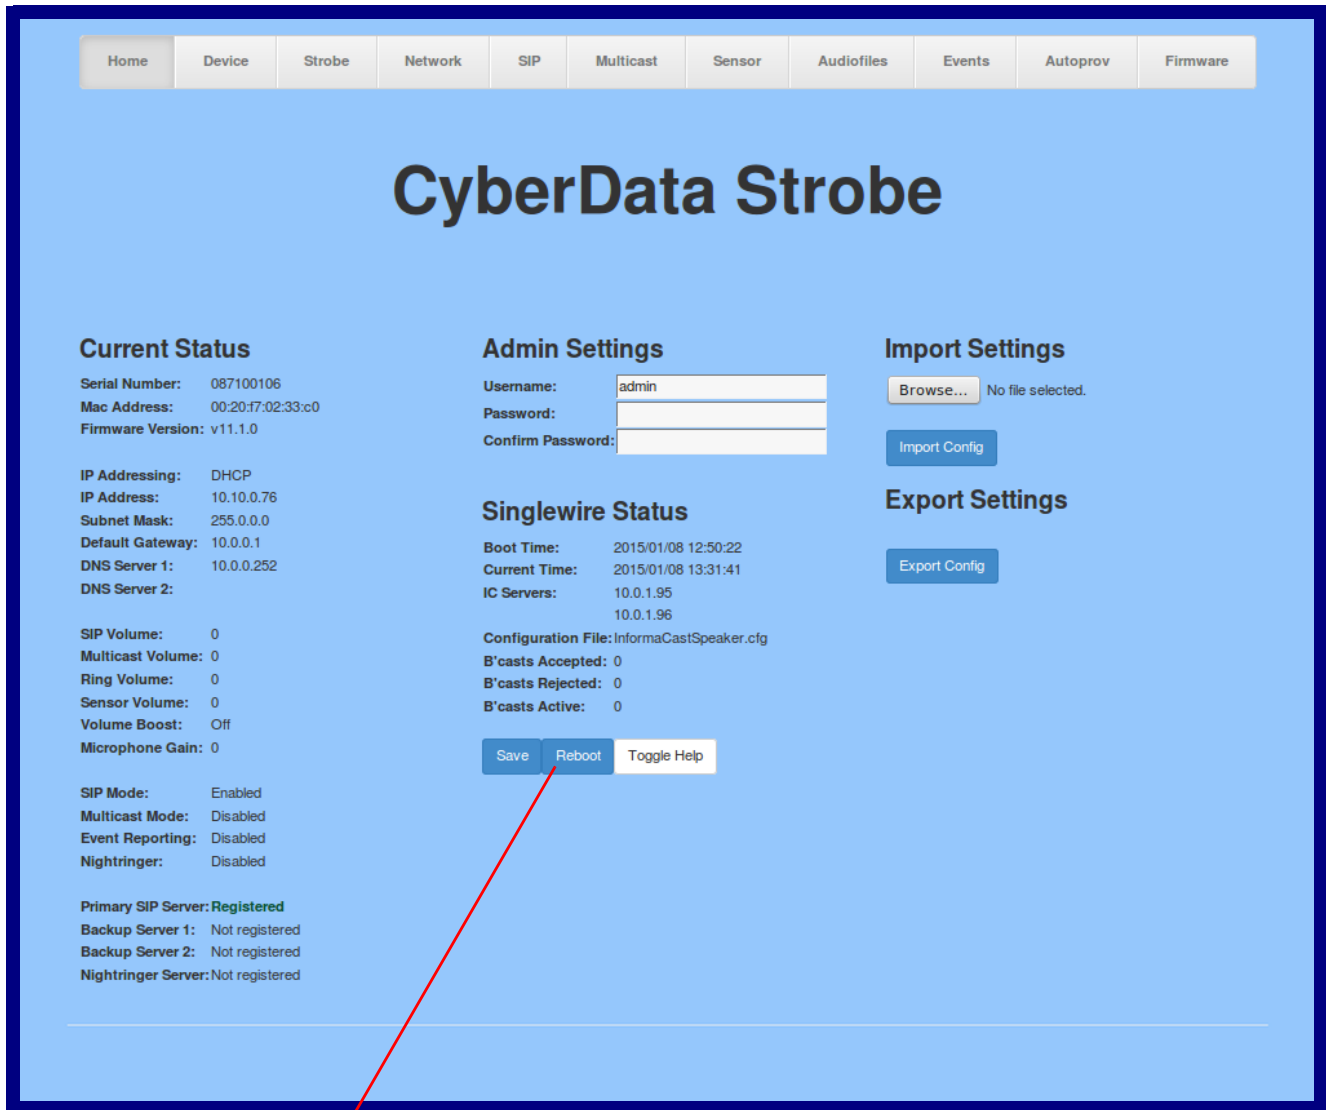 Home Device Strobe Network SIP Multicast Sensor Audiofiles Events Autoprov Firmware
CyberData Strobe
Current Status
Serial Number: 087100106
Mac Address: 00:20:f7:02:33:c0
Firmware Version: v11.1.0
IP Addressing: DHCP
IP Address: 10.10.0.76
Subnet Mask: 255.0.0.0
Default Gateway: 10.0.0.1
DNS Server 1: 10.0.0.252
DNS Server 2:
SIP Volume: 0
Multicast Volume: 0
Ring Volume: 0
Sensor Volume: 0
Volume Boost: Off
Microphone Gain: 0
SIP Mode: Enabled
Multicast Mode: Disabled
Event Reporting: Disabled
Nightringer: Disabled
Primary SIP Server: Registered
Backup Server 1: Not registered
Backup Server 2: Not registered
Nightringer Server: Not registered
Admin Settings
Username: admin
Password:
Confirm Password:
Singlewire Status
Boot Time: 2015/01/08 12:50:22
Current Time: 2015/01/08 13:31:41
IC Servers: 10.0.1.95
10.0.1.96
Configuration File: InformaCastSpeaker.cfg
B'casts Accepted: 0
B'casts Rejected: 0
B'casts Active: 0
Save Reboot Toggle Help
Import Settings
Browse... No file selected.
Import Config
Export Settings
Export Config